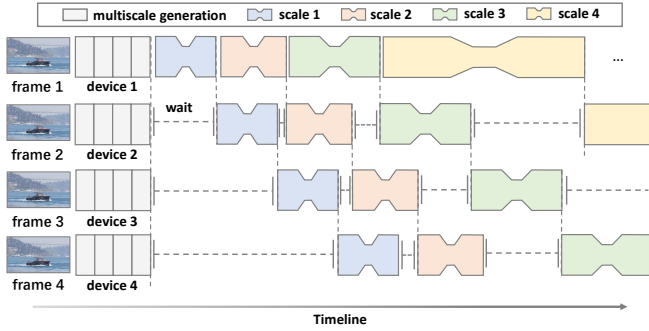 multiscale generation scale 1 scale 2 scale 3 scale 4
frame 1 device 1 ...
wait
frame 2 device 2
frame 3 device 3
frame 4 device 4
Timeline